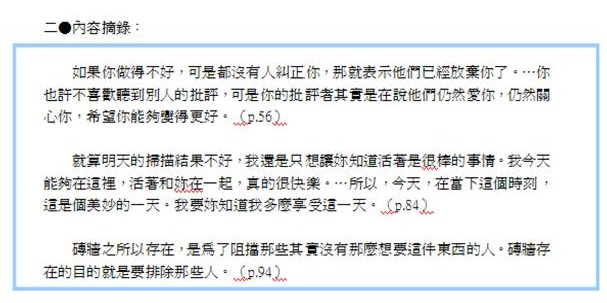 二●內容摘錄：
如果你做得不好，可是都沒有人糾正你，那就表示他們已經放棄你了。…你
也許不喜歡聽到別人的批評，可是你的批評者其實是在說他們仍然愛你，仍然關
心你，希望你能夠變得更好。（p.56）
就算明天的掃描結果不好，我還是只想讓妳知道活著是很棒的事情。我今天
能夠在這裡，活著和妳在一起，真的很快樂。…所以，今天，在當下這個時刻，
這是個美妙的一天。我要妳知道我多麼享受這一天。（p.84）
磚牆之所以存在，是為了阻擋那些其實沒有那麼想要這件東西的人。磚牆存
在的目的就是要排除那些人。（p.94）